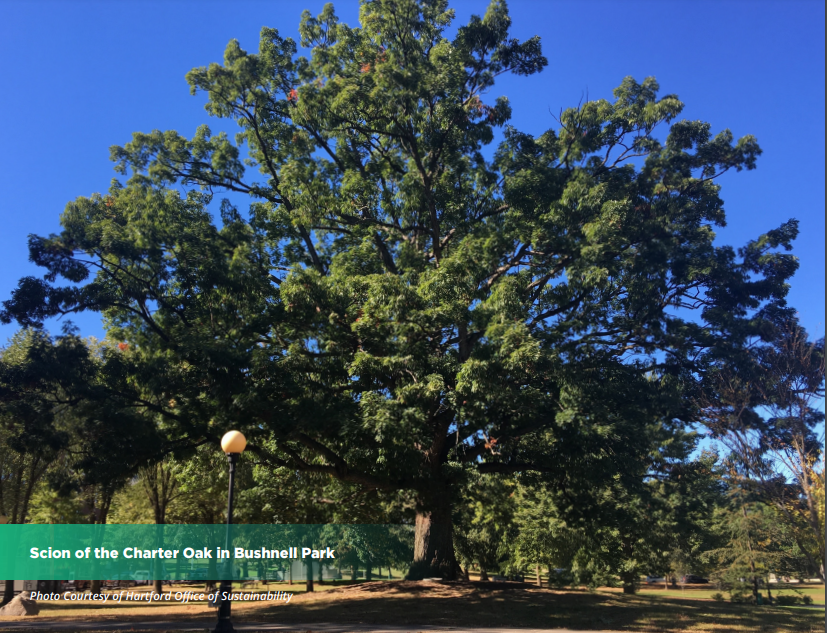 Scion of the Charter Oak in Bushnell Park
Photo Courtesy of Hartford Office of Sustainability